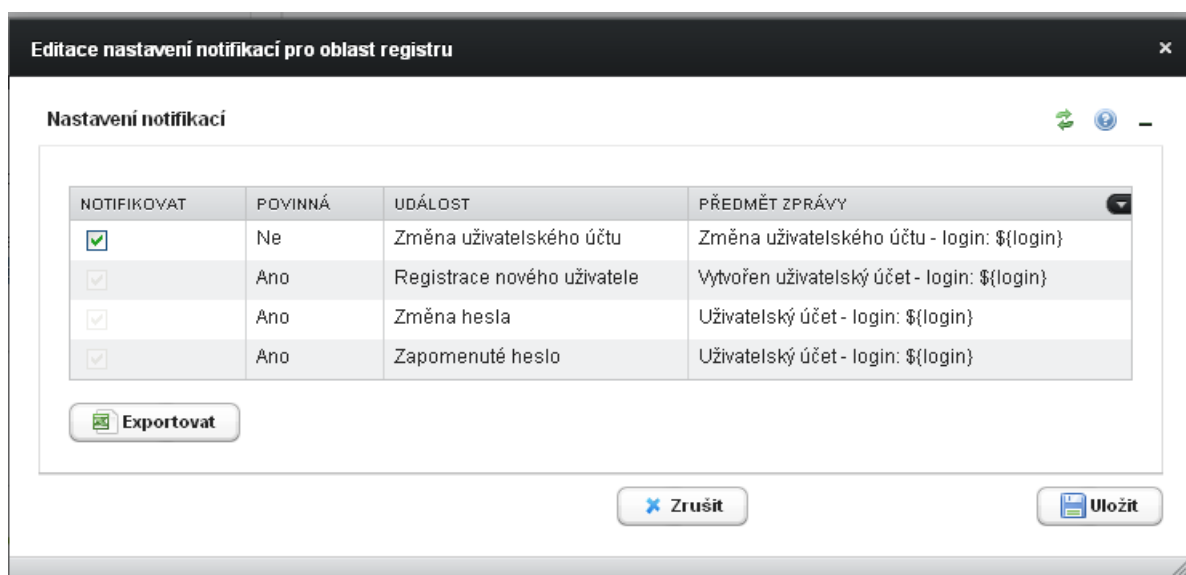 Editace nastavení notifikací pro oblast registru
Nastavení notifikací
NOTIFIKOVAT POVINNÁ UDÁLOST PŘEDMĚT ZPRÁVY
Ne Změna uživatelského účtu Změna uživatelského účtu - login: ${login}
Ano Registrace nového uživatele Vytvořen uživatelský účet - login: ${login}
Ano Změna hesla Uživatelský účet - login: ${login}
Ano Zapomenuté heslo Uživatelský účet - login: ${login}
Exportovat
Zrušit Uložit